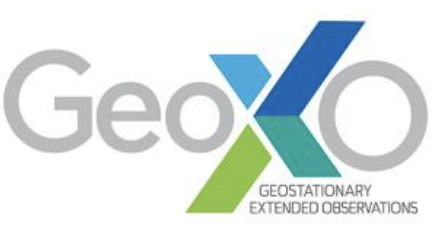 GeoXO
GEOSTATIONARY
EXTENDED OBSERVATIONS